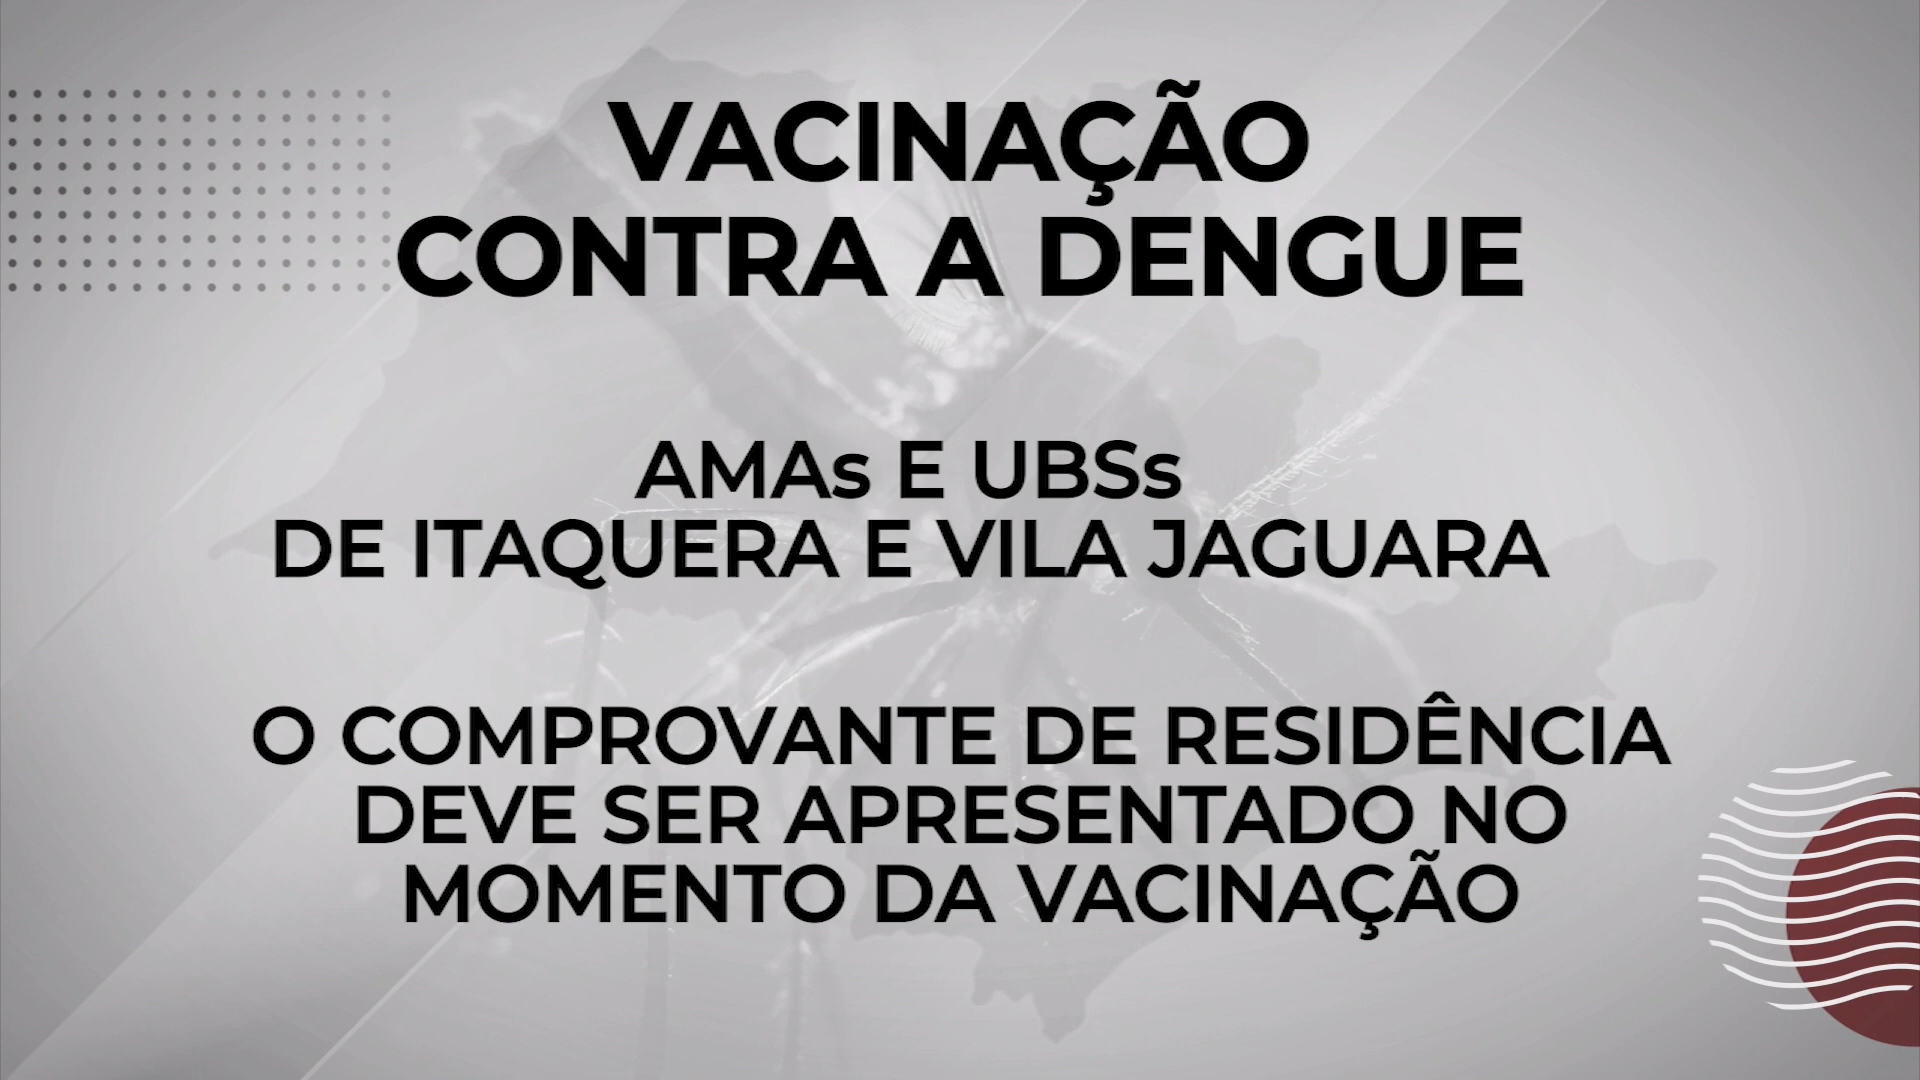 VACINAÇÃO
CONTRA A DENGUE
AMAs E UBSs
DE ITAQUERA E VILA JAGUARA
O COMPROVANTE DE RESIDÊNCIA
DEVE SER APRESENTADO NO
MOMENTO DA VACINAÇÃO